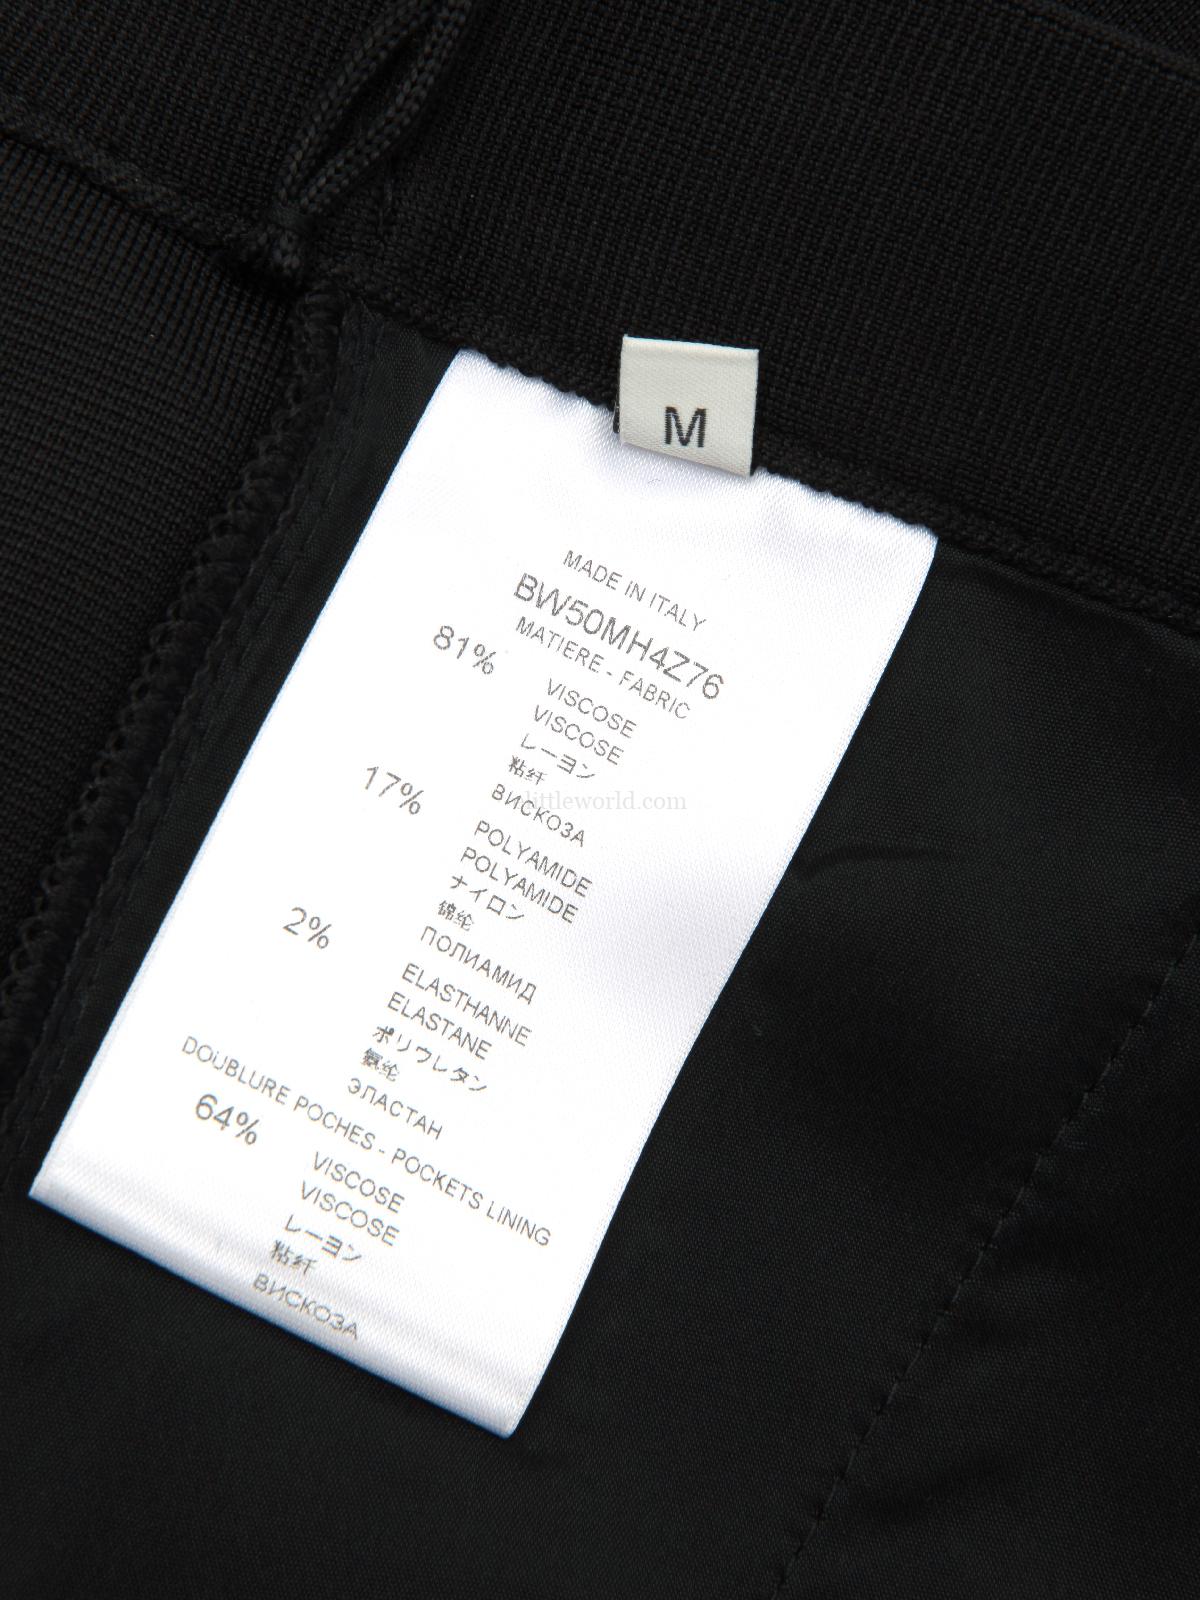 M
MADE IN ITALY
BW50MH4Z76
MATIERE - FABRIC
81% VISCOSE
VISCOSE
レーヨン
粘纤
ВИСКОЗА
17% POLYAMIDE
POLYAMIDE
ナイロン
锦纶
ПОЛИАМИД
2% ELASTHANNE
ELASTANE
ポリウレタン
氨纶
ЭЛАСТАН
DOUBLURE POCHES - POCKETS LINING
64% VISCOSE
VISCOSE
レーヨン
粘纤
ВИСКОЗА
littleworld.com